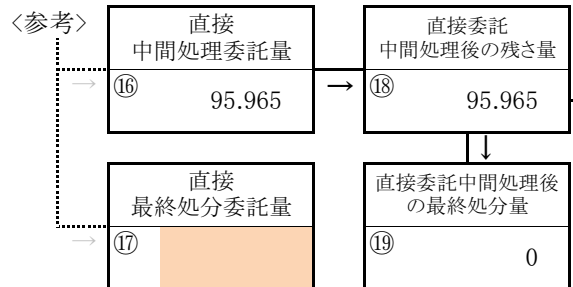 〈参考〉
直接
中間処理委託量
→
⑯
95.965
→
直接委託
中間処理後の残さ量
⑱
95.965
↓
直接
最終処分委託量
→
⑰
直接委託中間処理後
の最終処分量
⑲
0